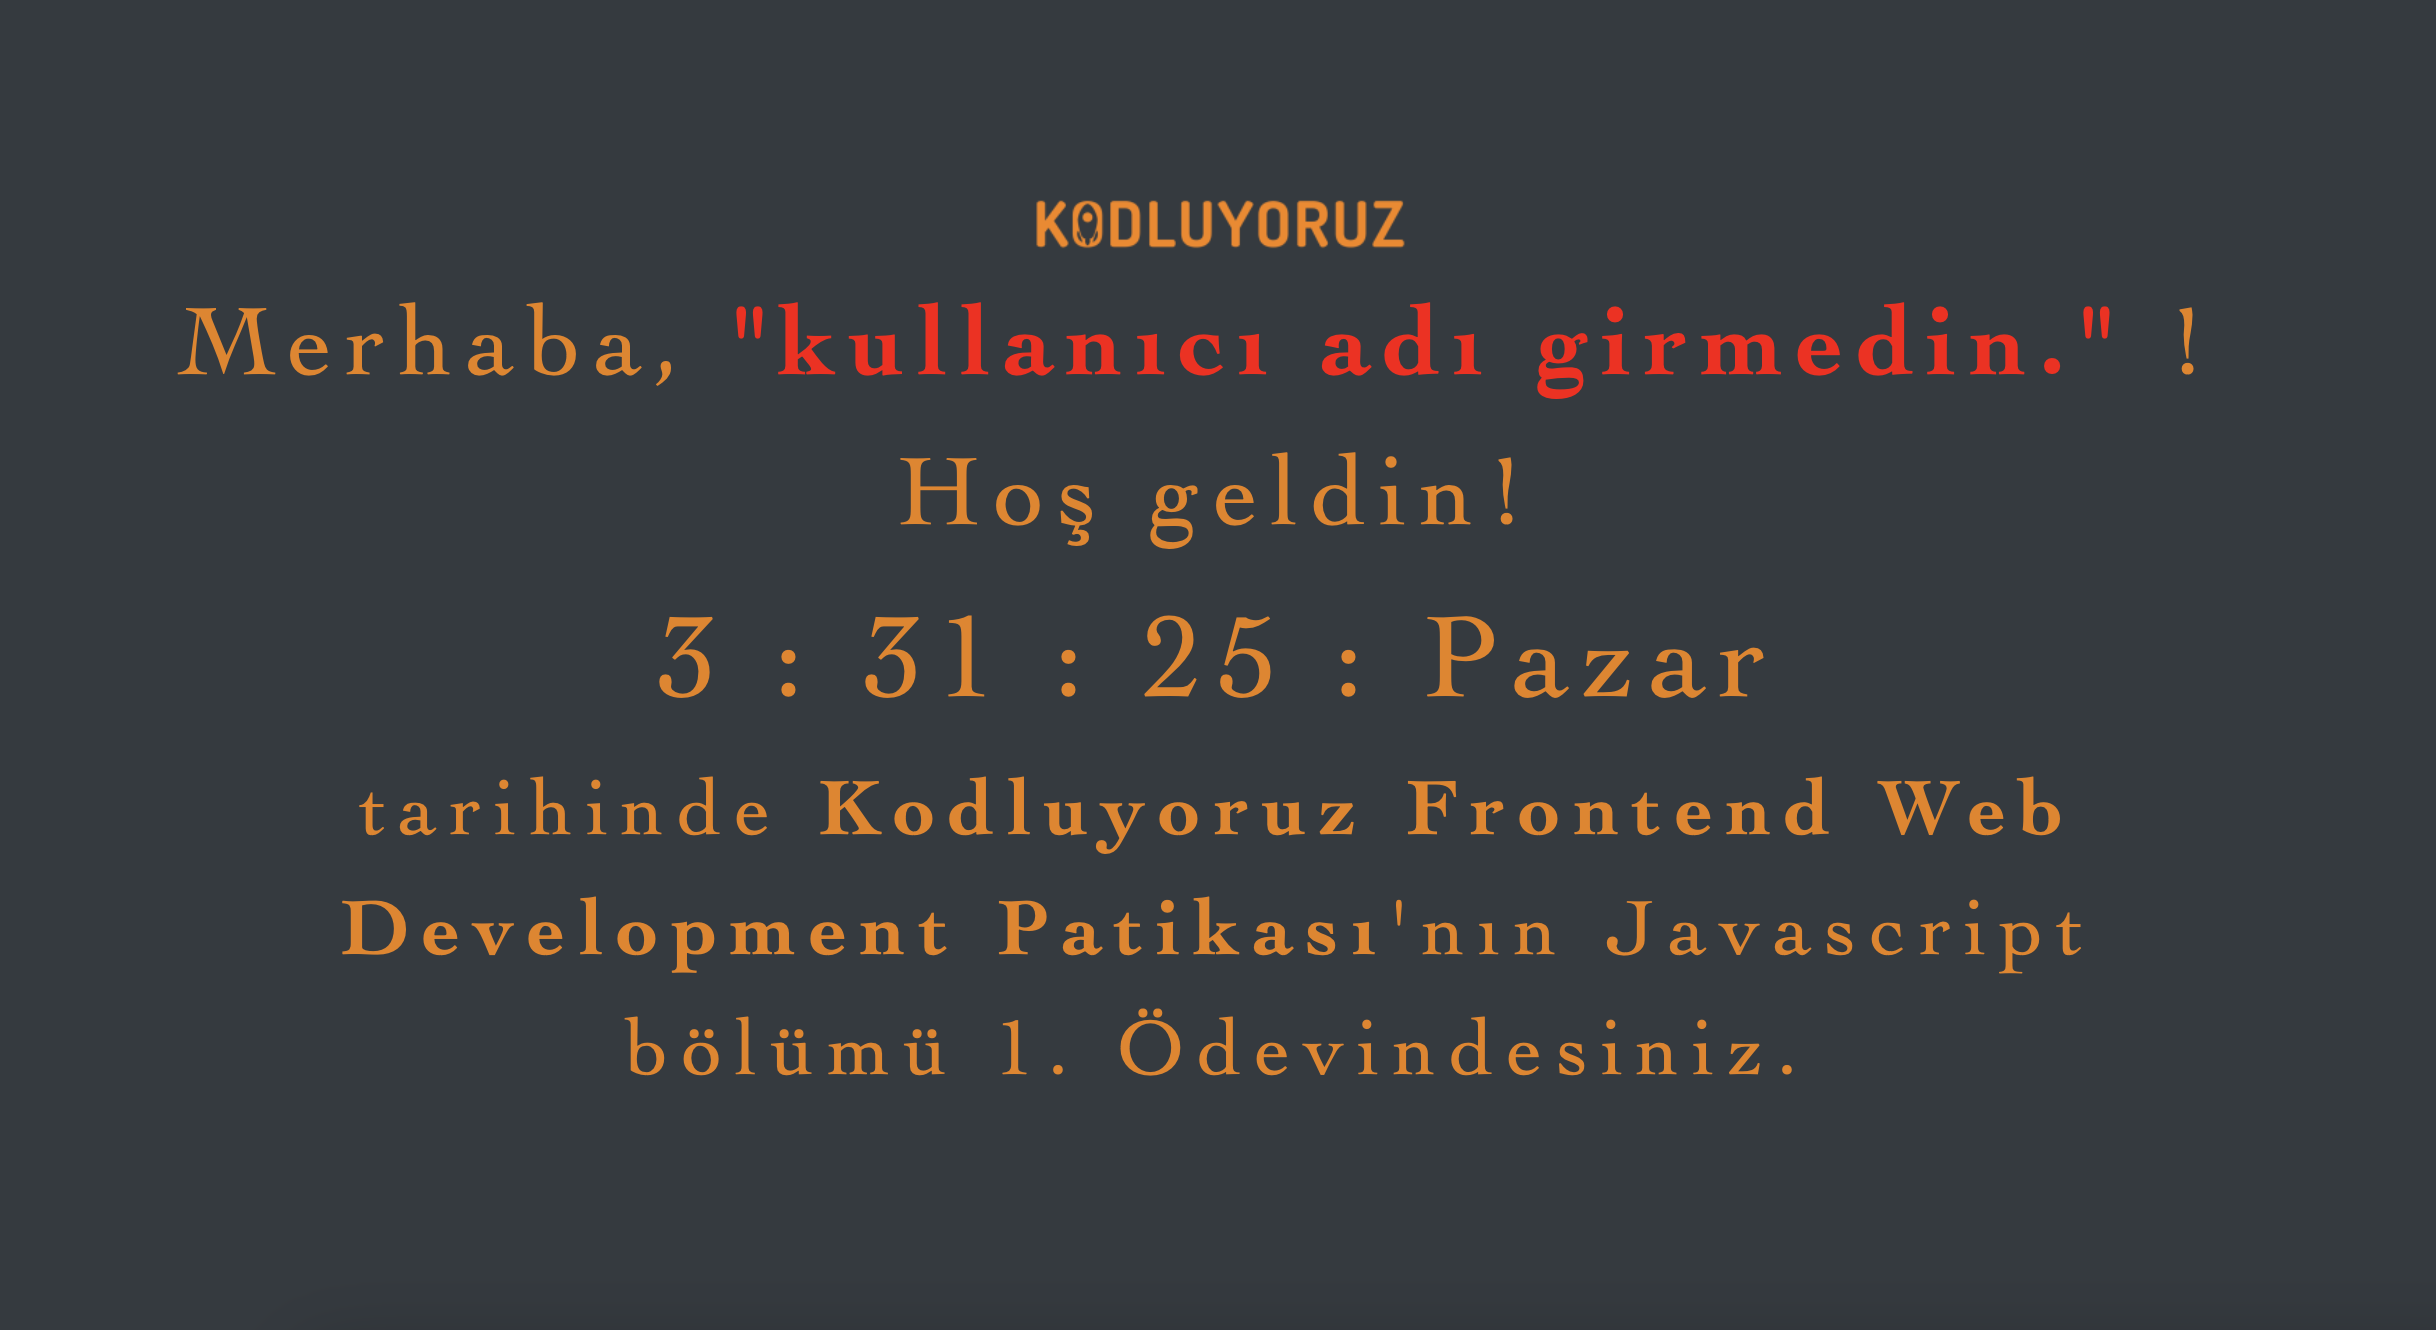 KODLUYORUZ
Merhaba, "kullanıcı adı girmedin." !
Hoş geldin!
3 : 31 : 25 : Pazar
tarihinde Kodluyoruz Frontend Web
Development Patikası'nın Javascript
bölümü 1. Ödevindesiniz.